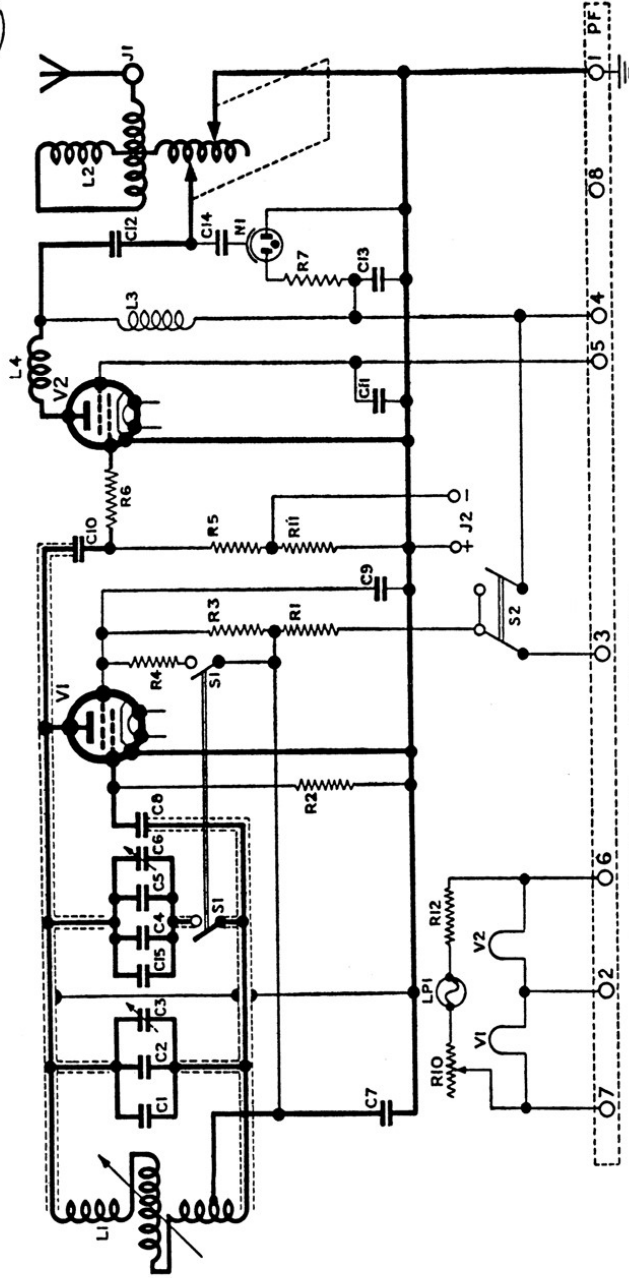 L1
C1
C2
C3
C15
C4
C5
C6
C8
S1
S1
V1
R4
R3
R1
R2
C7
C9
C10
R5
R11
R6
L4
V2
L3
C12
L2
J1
C14
N1
R7
C13
C11
J2
+
-
S2
R10
LP1
R12
V1
V2
7
2
6
3
5
4
8
1
PF